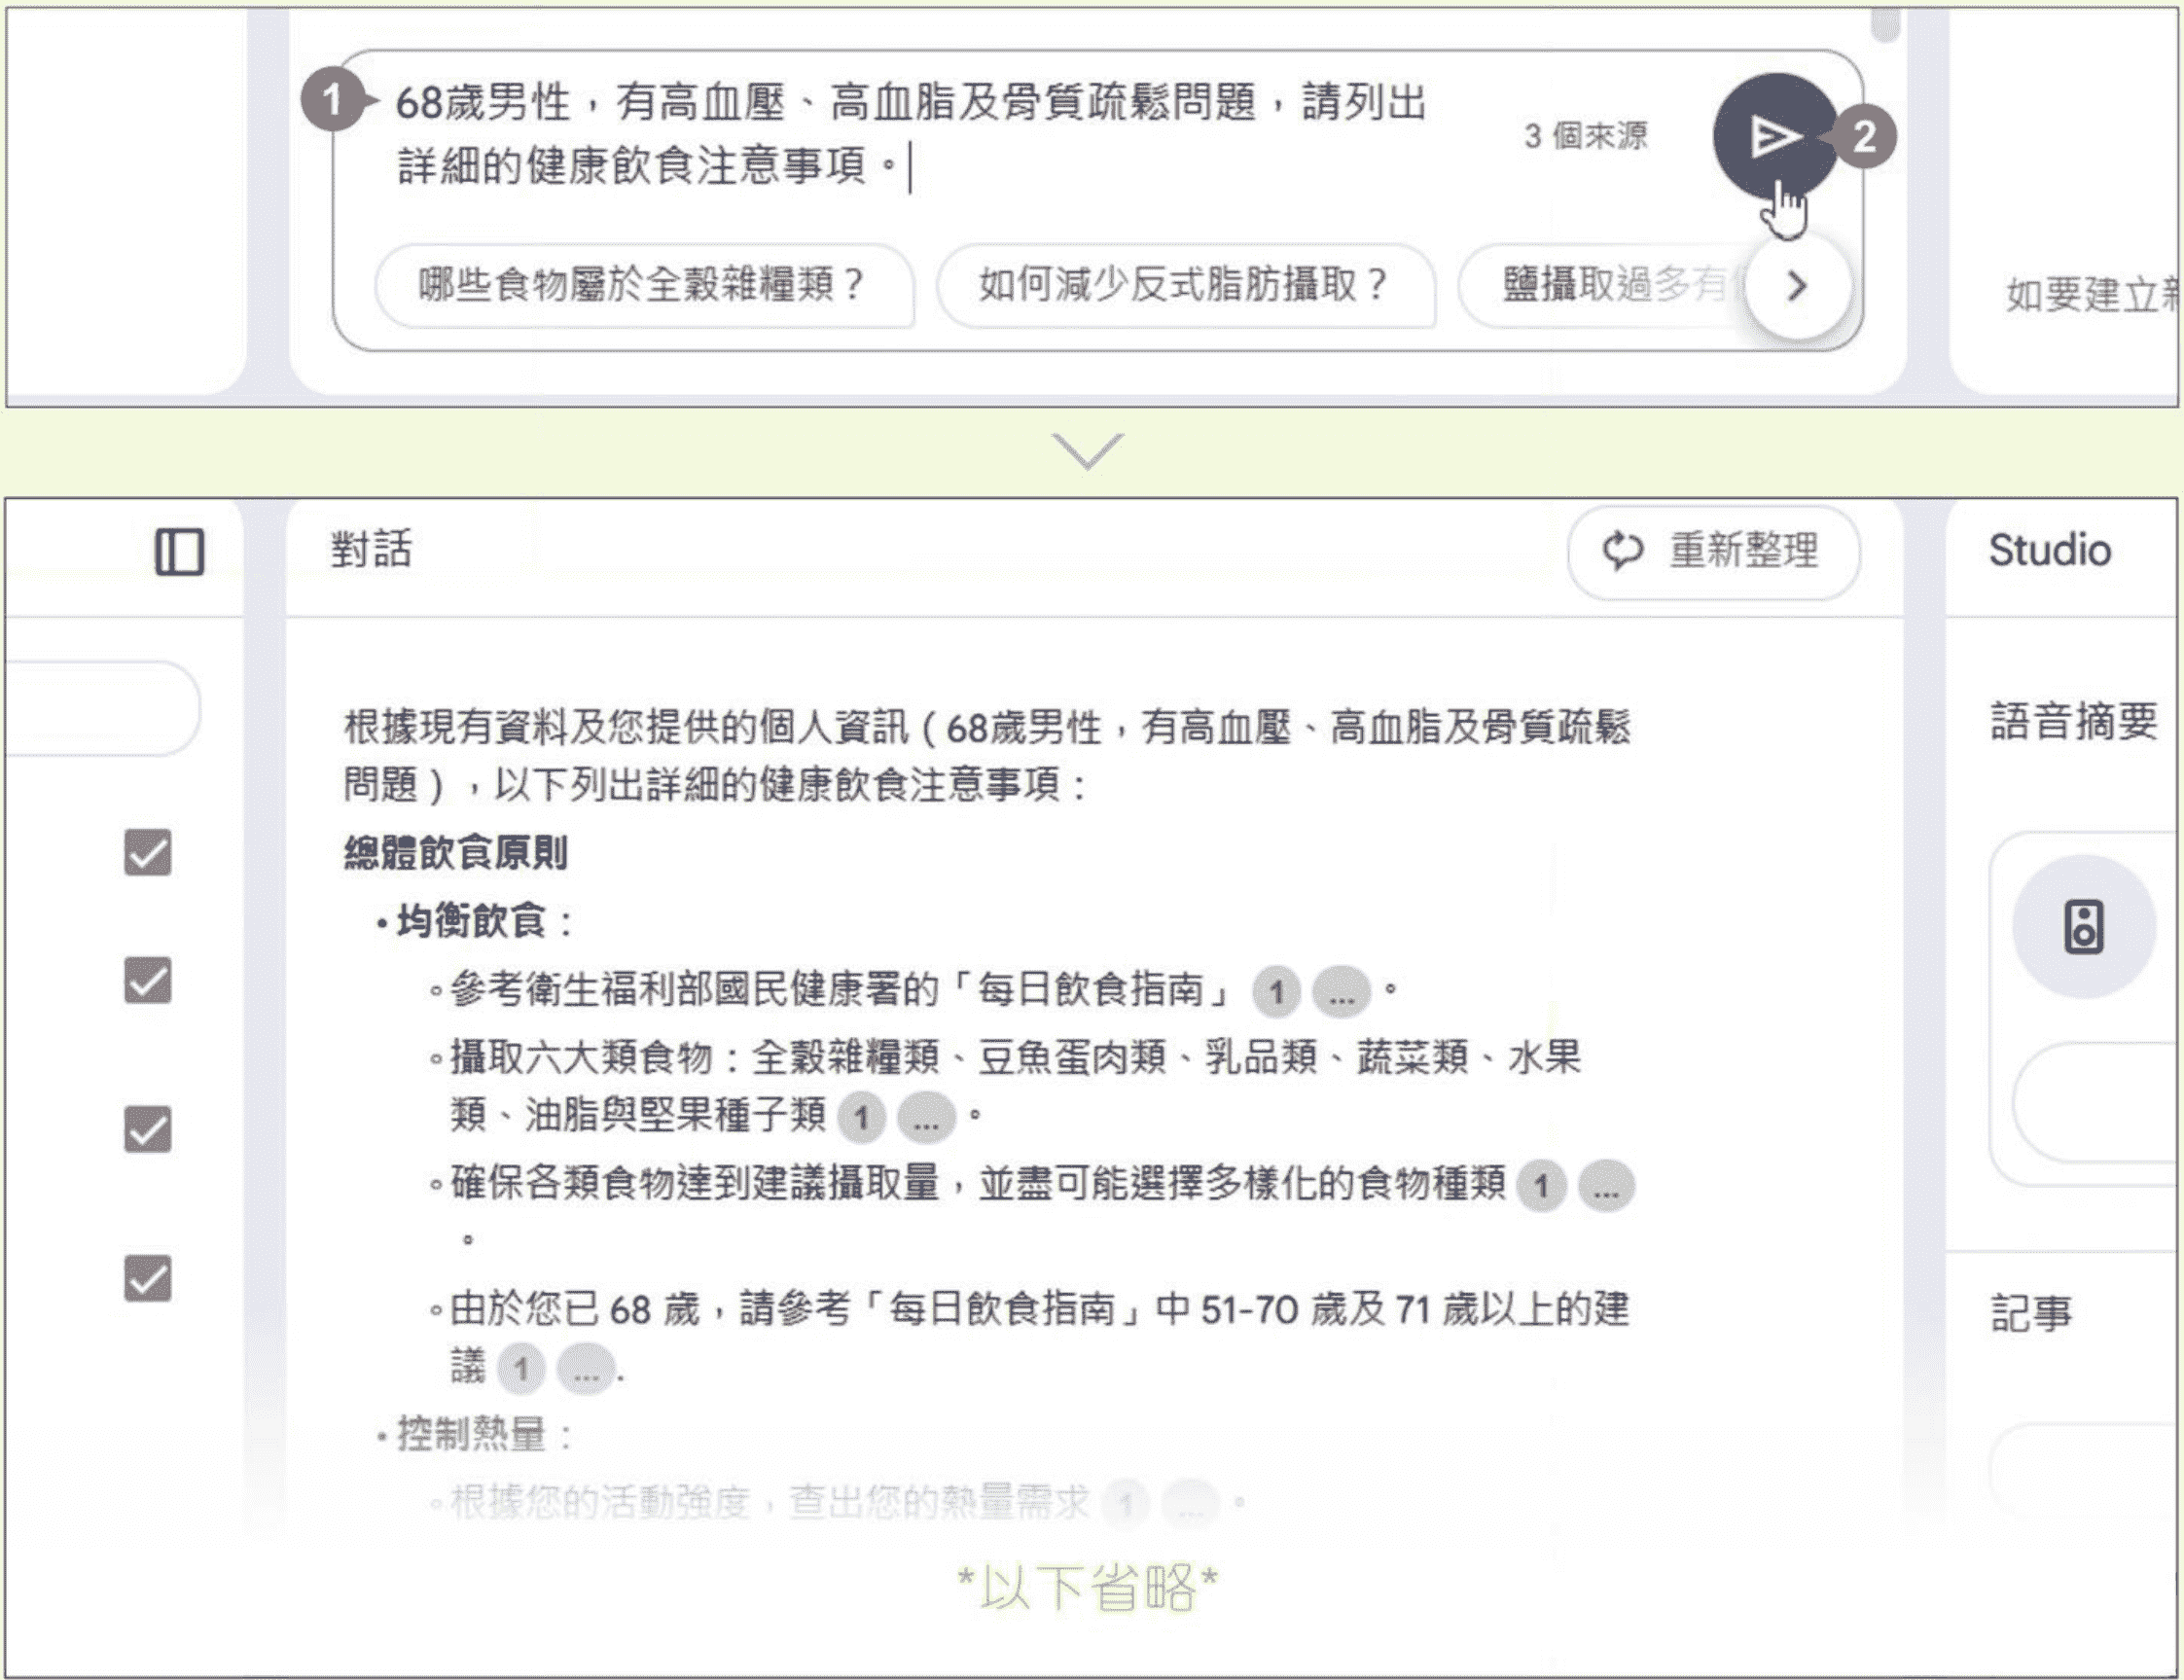 1
68歲男性，有高血壓、高血脂及骨質疏鬆問題，請列出
詳細的健康飲食注意事項。
3 個來源
2
哪些食物屬於全穀雜糧類？
如何減少反式脂肪攝取？
鹽攝取過多有
如要建立新
對話
重新整理
Studio
根據現有資料及您提供的個人資訊（68歲男性，有高血壓、高血脂及骨質疏鬆
問題），以下列出詳細的健康飲食注意事項：
總體飲食原則
•均衡飲食：
◦參考衛生福利部國民健康署的「每日飲食指南」 1 ... 。
◦攝取六大類食物：全穀雜糧類、豆魚蛋肉類、乳品類、蔬菜類、水果
類、油脂與堅果種子類 1 ... 。
◦確保各類食物達到建議攝取量，並盡可能選擇多樣化的食物種類 1 ...
。
◦由於您已 68 歲，請參考「每日飲食指南」中 51-70 歲及 71 歲以上的建
議 1 ... .
•控制熱量：
◦根據您的活動強度，查出您的熱量需求 1 ... 。
語音摘要
記事
*以下省略*